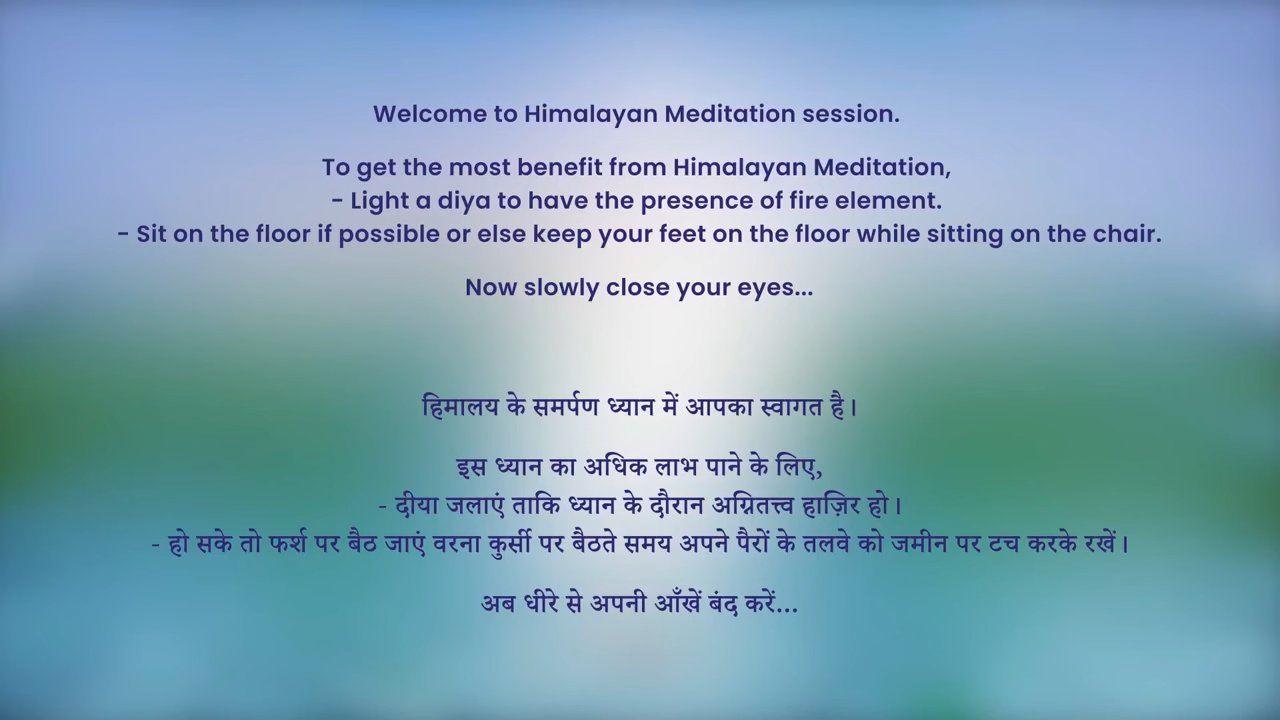 Welcome to Himalayan Meditation session.
To get the most benefit from Himalayan Meditation,
- Light a diya to have the presence of fire element.
- Sit on the floor if possible or else keep your feet on the floor while sitting on the chair.
Now slowly close your eyes...
हिमालय के समर्पण ध्यान में आपका स्वागत है।
इस ध्यान का अधिक लाभ पाने के लिए,
- दीया जलाएं ताकि ध्यान के दौरान अग्नितत्त्व हाज़िर हो।
- हो सके तो फर्श पर बैठ जाएं वरना कुर्सी पर बैठते समय अपने पैरों के तलवे को जमीन पर टच करके रखें।
अब धीरे से अपनी आँखें बंद करें...